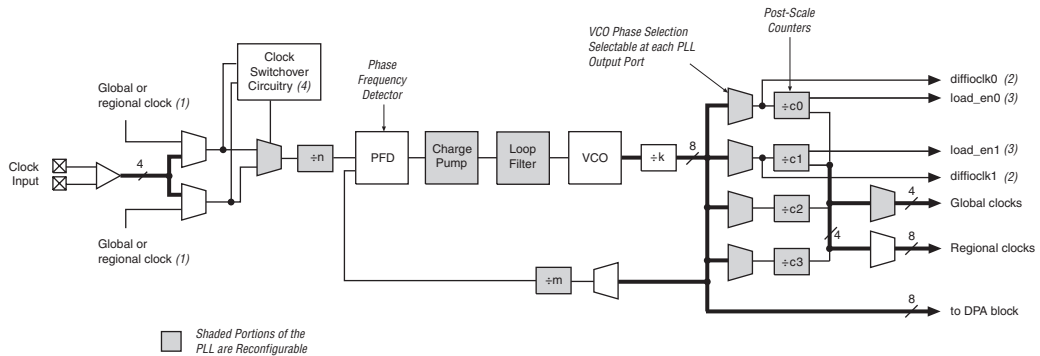 Clock
Switchover
Circuitry (4)
Global or
regional clock (1)
Clock
Input
4
Global or
regional clock (1)
÷n
Phase
Frequency
Detector
PFD
Charge
Pump
Loop
Filter
VCO
÷k
8
÷m
VCO Phase Selection
Selectable at each PLL
Output Port
Post-Scale
Counters
÷c0
÷c1
÷c2
÷c3
4
diffioclk0 (2)
load_en0 (3)
load_en1 (3)
diffioclk1 (2)
4
Global clocks
8
Regional clocks
8
to DPA block
Shaded Portions of the
PLL are Reconfigurable